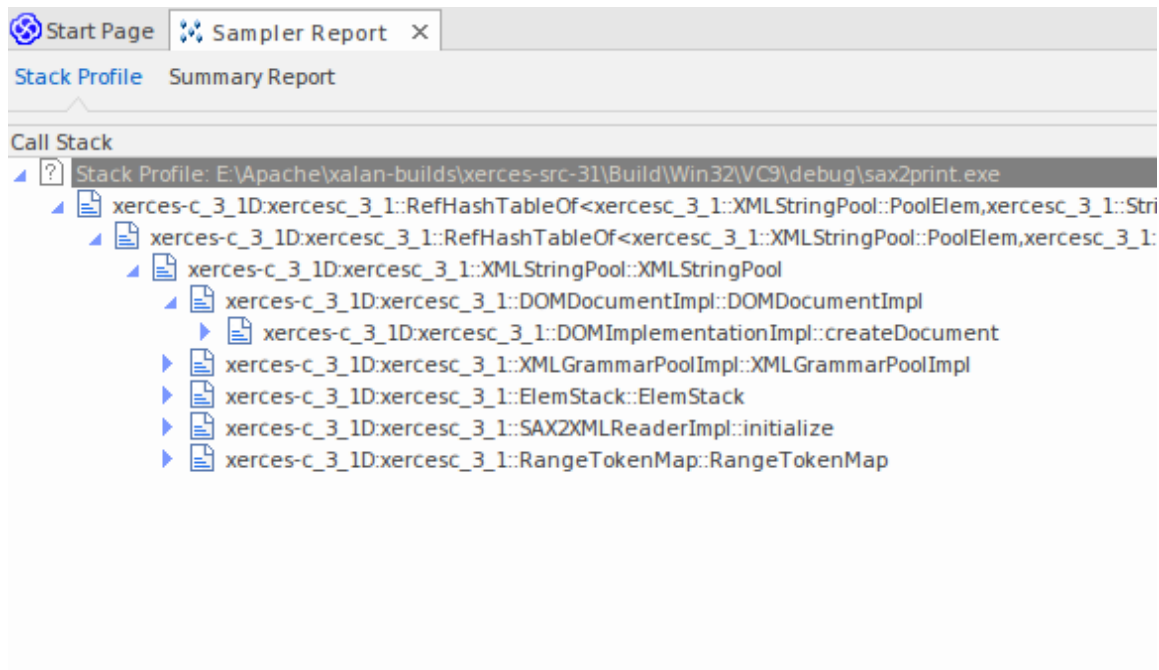 Start Page Sampler Report
Stack Profile Summary Report
Call Stack
Stack Profile: E:\Apache\xalan-builds\xerces-src-31\Build\Win32\VC9\debug\sax2print.exe
xerces-c_3_1D:xercesc_3_1::RefHashTableOf<xercesc_3_1::XMLStringPool::PoolElem,xercesc_3_1::Stri
xerces-c_3_1D:xercesc_3_1::RefHashTableOf<xercesc_3_1::XMLStringPool::PoolElem,xercesc_3_1:
xerces-c_3_1D:xercesc_3_1::XMLStringPool::XMLStringPool
xerces-c_3_1D:xercesc_3_1::DOMDocumentImpl::DOMDocumentImpl
xerces-c_3_1D:xercesc_3_1::DOMImplementationImpl::createDocument
xerces-c_3_1D:xercesc_3_1::XMLGrammarPoolImpl::XMLGrammarPoolImpl
xerces-c_3_1D:xercesc_3_1::ElemStack::ElemStack
xerces-c_3_1D:xercesc_3_1::SAX2XMLReaderImpl::initialize
xerces-c_3_1D:xercesc_3_1::RangeTokenMap::RangeTokenMap